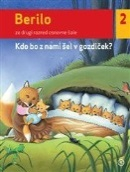 Berilo
2
za drugi razred osnovne šole
Kdo bo z nami šel v gozdiček?